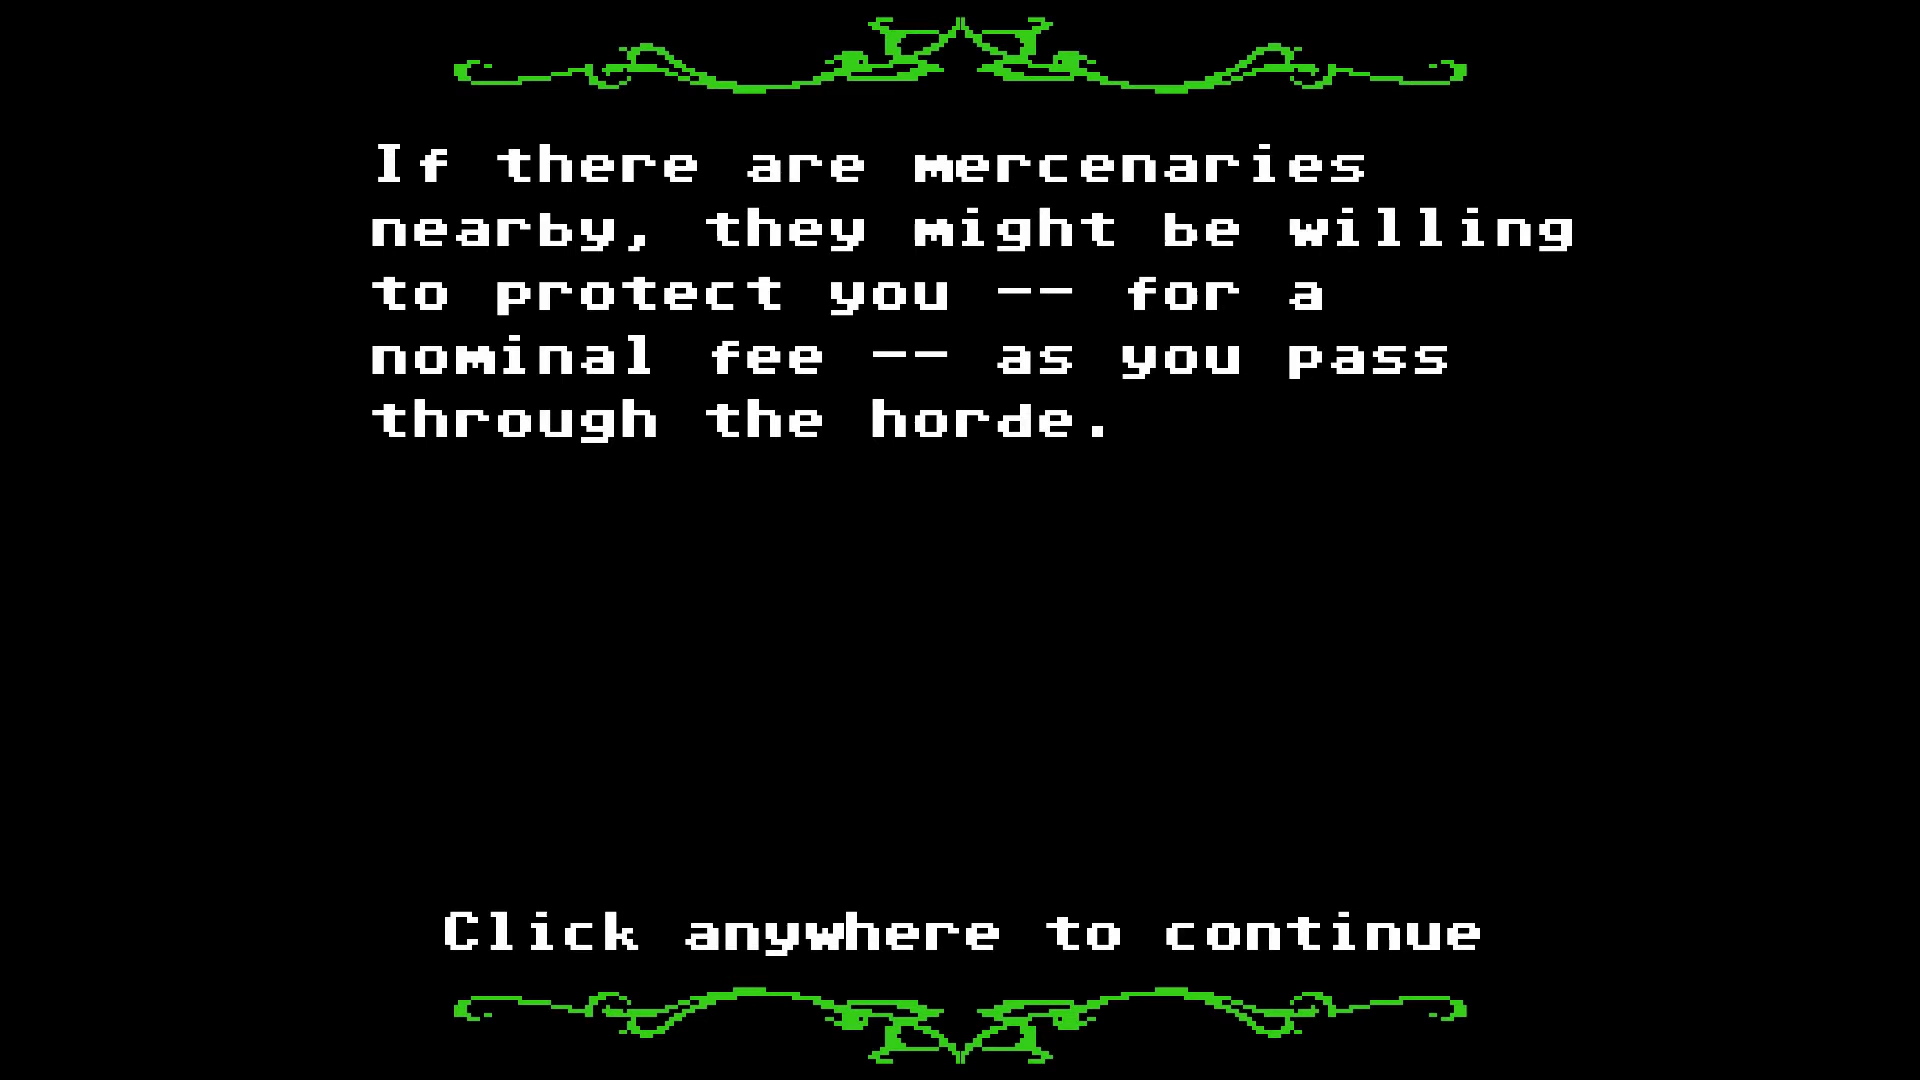 If there are mercenaries
nearby, they might be willing
to protect you -- for a
nominal fee -- as you pass
through the horde.
Click anywhere to continue